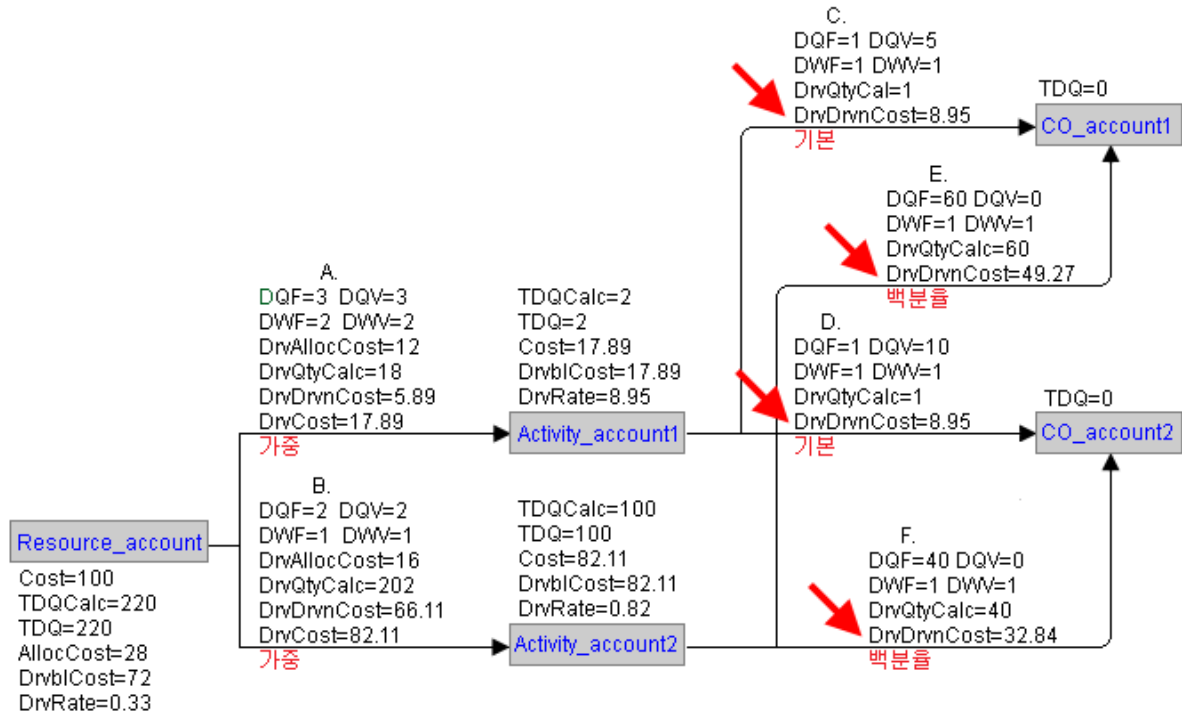 C.
DQF=1 DQV=5
DWF=1 DWV=1
DrvQtyCal=1
DrvDrvnCost=8.95
기본
TDQ=0
CO_account1
E.
DQF=60 DQV=0
DWF=1 DWV=1
DrvQtyCalc=60
DrvDrvnCost=49.27
백분율
A.
DQF=3 DQV=3
DWF=2 DWV=2
DrvAllocCost=12
DrvQtyCalc=18
DrvDrvnCost=5.89
DrvCost=17.89
가중
TDQCalc=2
TDQ=2
Cost=17.89
DrvblCost=17.89
DrvRate=8.95
Activity_account1
D.
DQF=1 DQV=10
DWF=1 DWV=1
DrvQtyCalc=1
DrvDrvnCost=8.95
기본
TDQ=0
CO_account2
B.
DQF=2 DQV=2
DWF=1 DWV=1
DrvAllocCost=16
DrvQtyCalc=202
DrvDrvnCost=66.11
DrvCost=82.11
가중
TDQCalc=100
TDQ=100
Cost=82.11
DrvblCost=82.11
DrvRate=0.82
Activity_account2
F.
DQF=40 DQV=0
DWF=1 DWV=1
DrvQtyCalc=40
DrvDrvnCost=32.84
백분율
Resource_account
Cost=100
TDQCalc=220
TDQ=220
AllocCost=28
DrvblCost=72
DrvRate=0.33